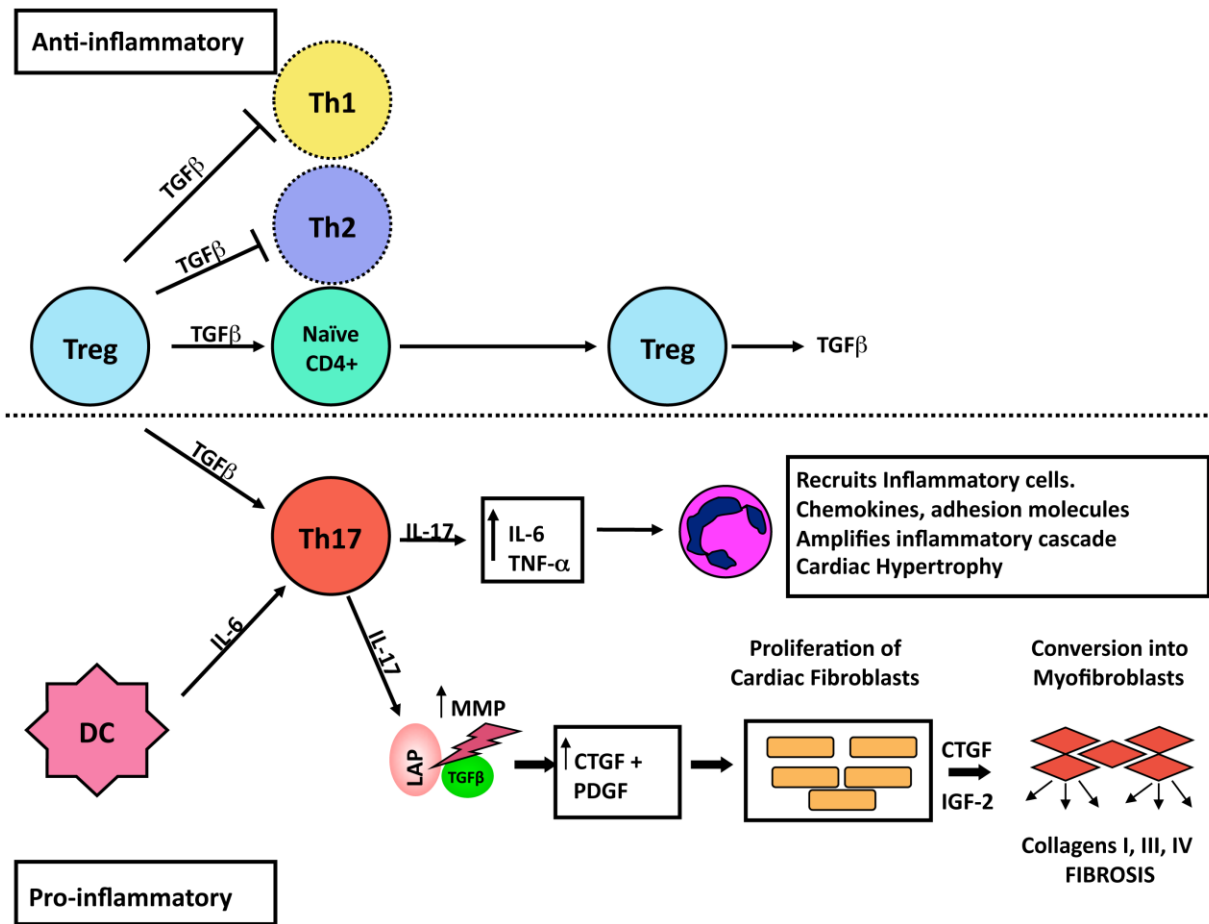 Anti-inflammatory
Th1
TGFβ
Th2
TGFβ
Treg
TGFβ
Naïve
CD4+
Treg
TGFβ
TGFβ
Th17
IL-17
IL-6
TNF-α
Recruits Inflammatory cells.
Chemokines, adhesion molecules
Amplifies inflammatory cascade
Cardiac Hypertrophy
IL-6
DC
IL-17
MMP
LAP
TGFβ
CTGF +
PDGF
Proliferation of
Cardiac Fibroblasts
CTGF
IGF-2
Conversion into
Myofibroblasts
Collagens I, III, IV
FIBROSIS
Pro-inflammatory